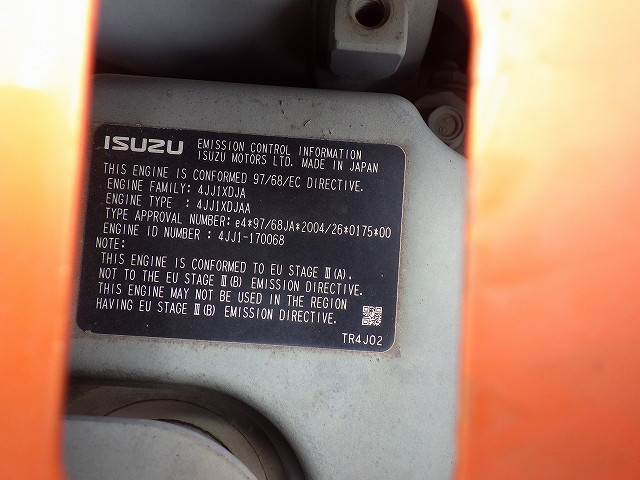 ISUZU EMISSION CONTROL INFORMATION
ISUZU MOTORS LTD. MADE IN JAPAN
THIS ENGINE IS CONFORMED 97/68/EC DIRECTIVE.
ENGINE FAMILY: 4JJ1XDJA
ENGINE TYPE : 4JJ1XDJAA
TYPE APPROVAL NUMBER: e4*97/68JA*2004/26*0175*00
ENGINE ID NUMBER : 4JJ1-170068
NOTE:
THIS ENGINE IS CONFORMED TO EU STAGE Ⅲ(A).
NOT TO THE EU STAGE Ⅲ(B) EMISSION DIRECTIVE.
THIS ENGINE MAY NOT BE USED IN THE REGION
HAVING EU STAGE Ⅲ(B) EMISSION DIRECTIVE.
TR4J02